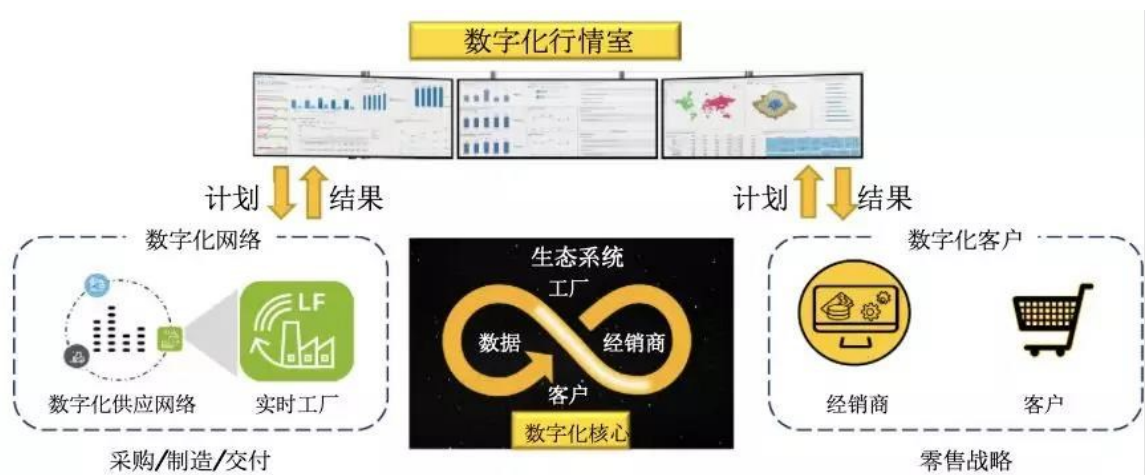 数字化行情室
计划
结果
计划
结果
数字化网络
数字化客户
生态系统
工厂
LF
数据
经销商
客户
数字化供应网络
实时工厂
经销商
客户
数字化核心
采购/制造/交付
零售战略